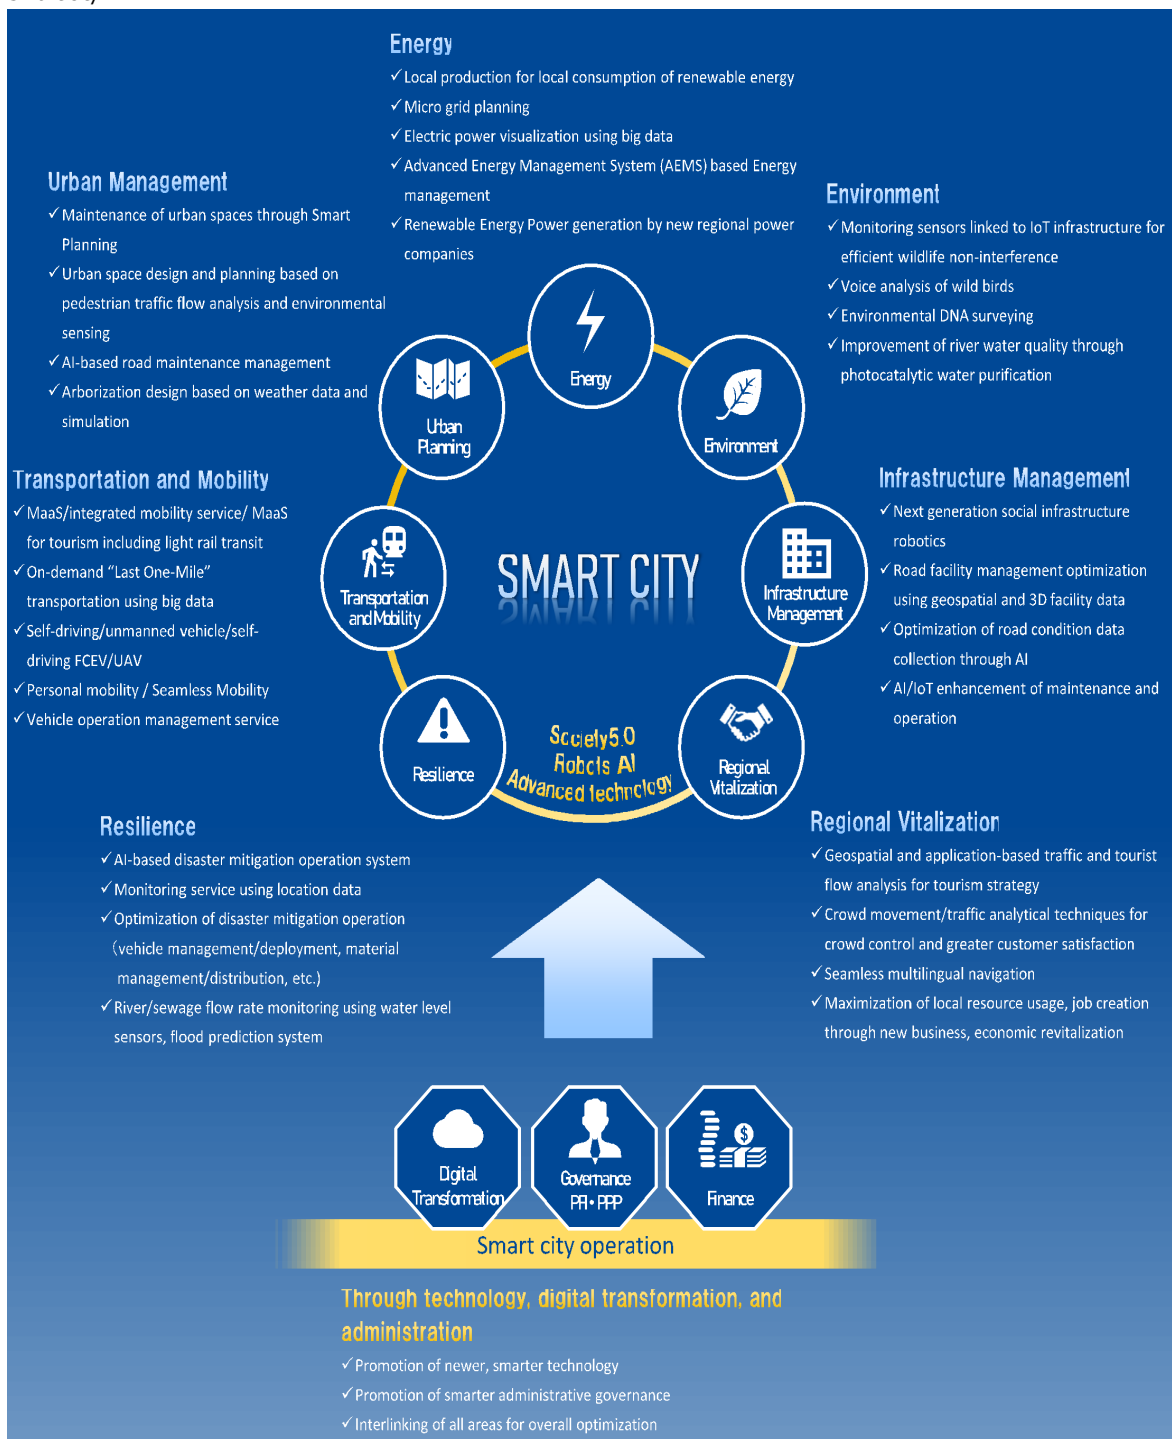 Energy
✓Local production for local consumption of renewable energy
✓Micro grid planning
✓Electric power visualization using big data
✓Advanced Energy Management System (AEMS) based Energy
management
✓Renewable Energy Power generation by new regional power
companies
Urban Management
✓Maintenance of urban spaces through Smart
Planning
✓Urban space design and planning based on
pedestrian traffic flow analysis and environmental
sensing
✓AI-based road maintenance management
✓Arborization design based on weather data and
simulation
Environment
✓Monitoring sensors linked to IoT infrastructure for
efficient wildlife non-interference
✓Voice analysis of wild birds
✓Environmental DNA surveying
✓Improvement of river water quality through
photocatalytic water purification
Energy
Urban
Planning
Environment
Transportation and Mobility
✓MaaS/integrated mobility service/ MaaS
for tourism including light rail transit
✓On-demand “Last One-Mile”
transportation using big data
✓Self-driving/unmanned vehicle/self-
driving FCEV/UAV
✓Personal mobility / Seamless Mobility
✓Vehicle operation management service
Transportation
and Mobility
SMART CITY
Infrastructure
Management
Infrastructure Management
✓Next generation social infrastructure
robotics
✓Road facility management optimization
using geospatial and 3D facility data
✓Optimization of road condition data
collection through AI
✓AI/IoT enhancement of maintenance and
operation
Resilience
Society5.0
Robots AI
Advanced technology
Regional
Vitalization
Resilience
✓AI-based disaster mitigation operation system
✓Monitoring service using location data
✓Optimization of disaster mitigation operation
(vehicle management/deployment, material
management/distribution, etc.)
✓River/sewage flow rate monitoring using water level
sensors, flood prediction system
Regional Vitalization
✓Geospatial and application-based traffic and tourist
flow analysis for tourism strategy
✓Crowd movement/traffic analytical techniques for
crowd control and greater customer satisfaction
✓Seamless multilingual navigation
✓Maximization of local resource usage, job creation
through new business, economic revitalization
Digital
Transformation
Governance
PFI・PPP
$
Finance
Smart city operation
Through technology, digital transformation, and
administration
✓Promotion of newer, smarter technology
✓Promotion of smarter administrative governance
✓Interlinking of all areas for overall optimization